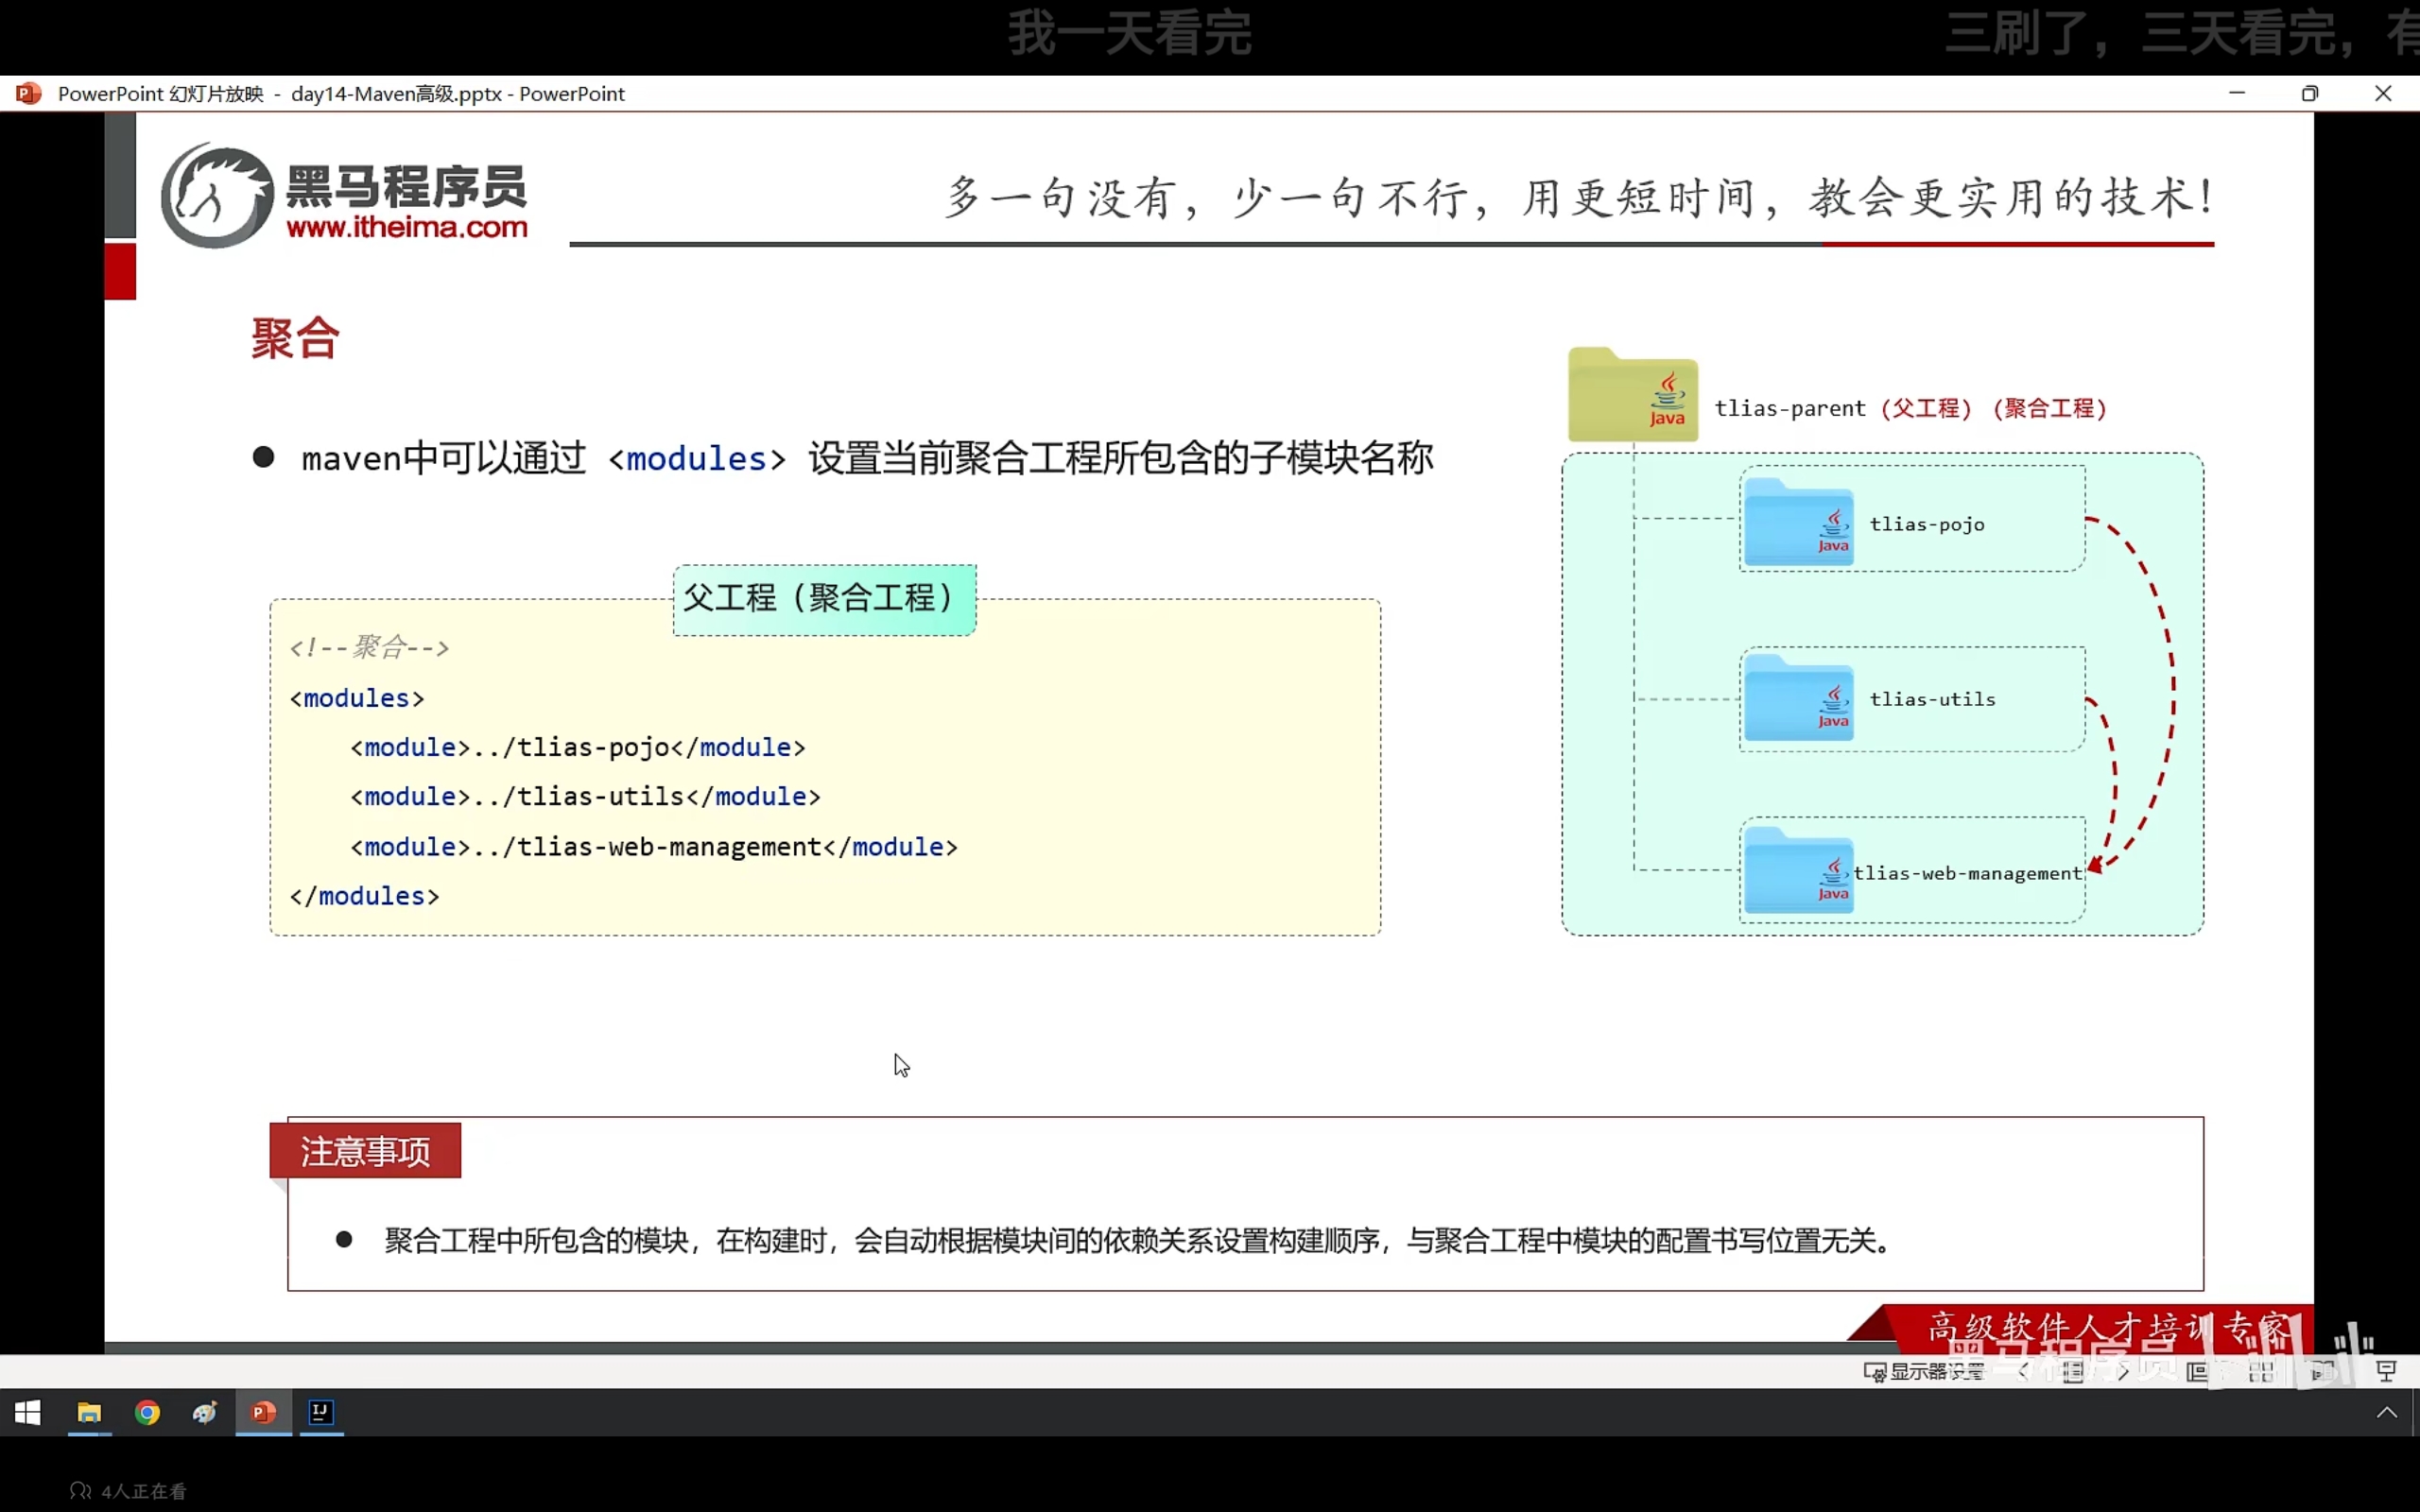 我一天看完
三刷了，三天看完，有
PowerPoint 幻灯片放映 - day14-Maven高级.pptx - PowerPoint
黑马程序员
www.itheima.com
多一句没有，少一句不行，用更短时间，教会更实用的技术！
聚合
maven中可以通过 <modules> 设置当前聚合工程所包含的子模块名称
父工程（聚合工程）
<!--聚合-->
<modules>
<module>../tlias-pojo</module>
<module>../tlias-utils</module>
<module>../tlias-web-management</module>
</modules>
Java
tlias-parent（父工程）（聚合工程）
Java
tlias-pojo
Java
tlias-utils
Java
tlias-web-management
注意事项
聚合工程中所包含的模块，在构建时，会自动根据模块间的依赖关系设置构建顺序，与聚合工程中模块的配置书写位置无关。
高级软件人才培训专家
黑马程序员
显示器设置
4人正在看